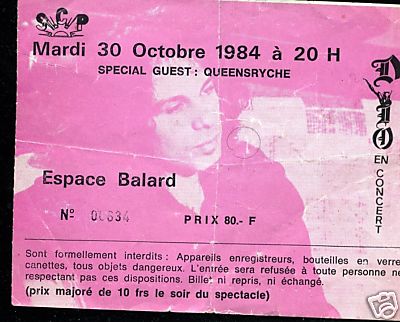 SCP
Mardi 30 Octobre 1984 à 20 H
SPECIAL GUEST: QUEENSRYCHE
DIO
EN CONCERT
Espace Balard
Nº 00634
PRIX 80.- F
Sont formellement interdits : Appareils enregistreurs, bouteilles en verre
canettes, tous objets dangereux. L'entrée sera refusée à toute personne ne
respectant pas ces dispositions. Billet ni repris, ni échangé.
(prix majoré de 10 frs le soir du spectacle)